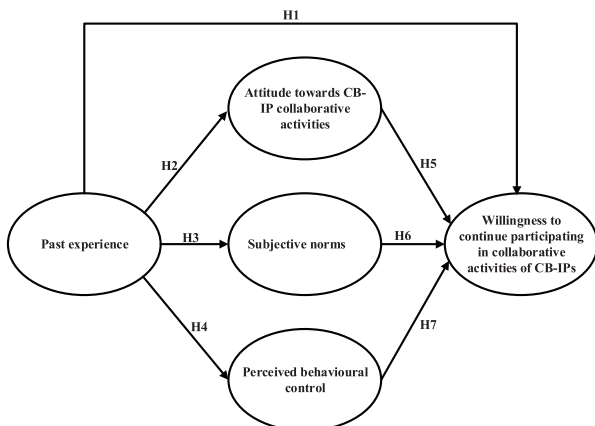 H1
Attitude towards CB-
IP collaborative
activities
H2
H5
Past experience
H3
Subjective norms
H6
Willingness to
continue participating
in collaborative
activities of CB-IPs
H4
H7
Perceived behavioural
control